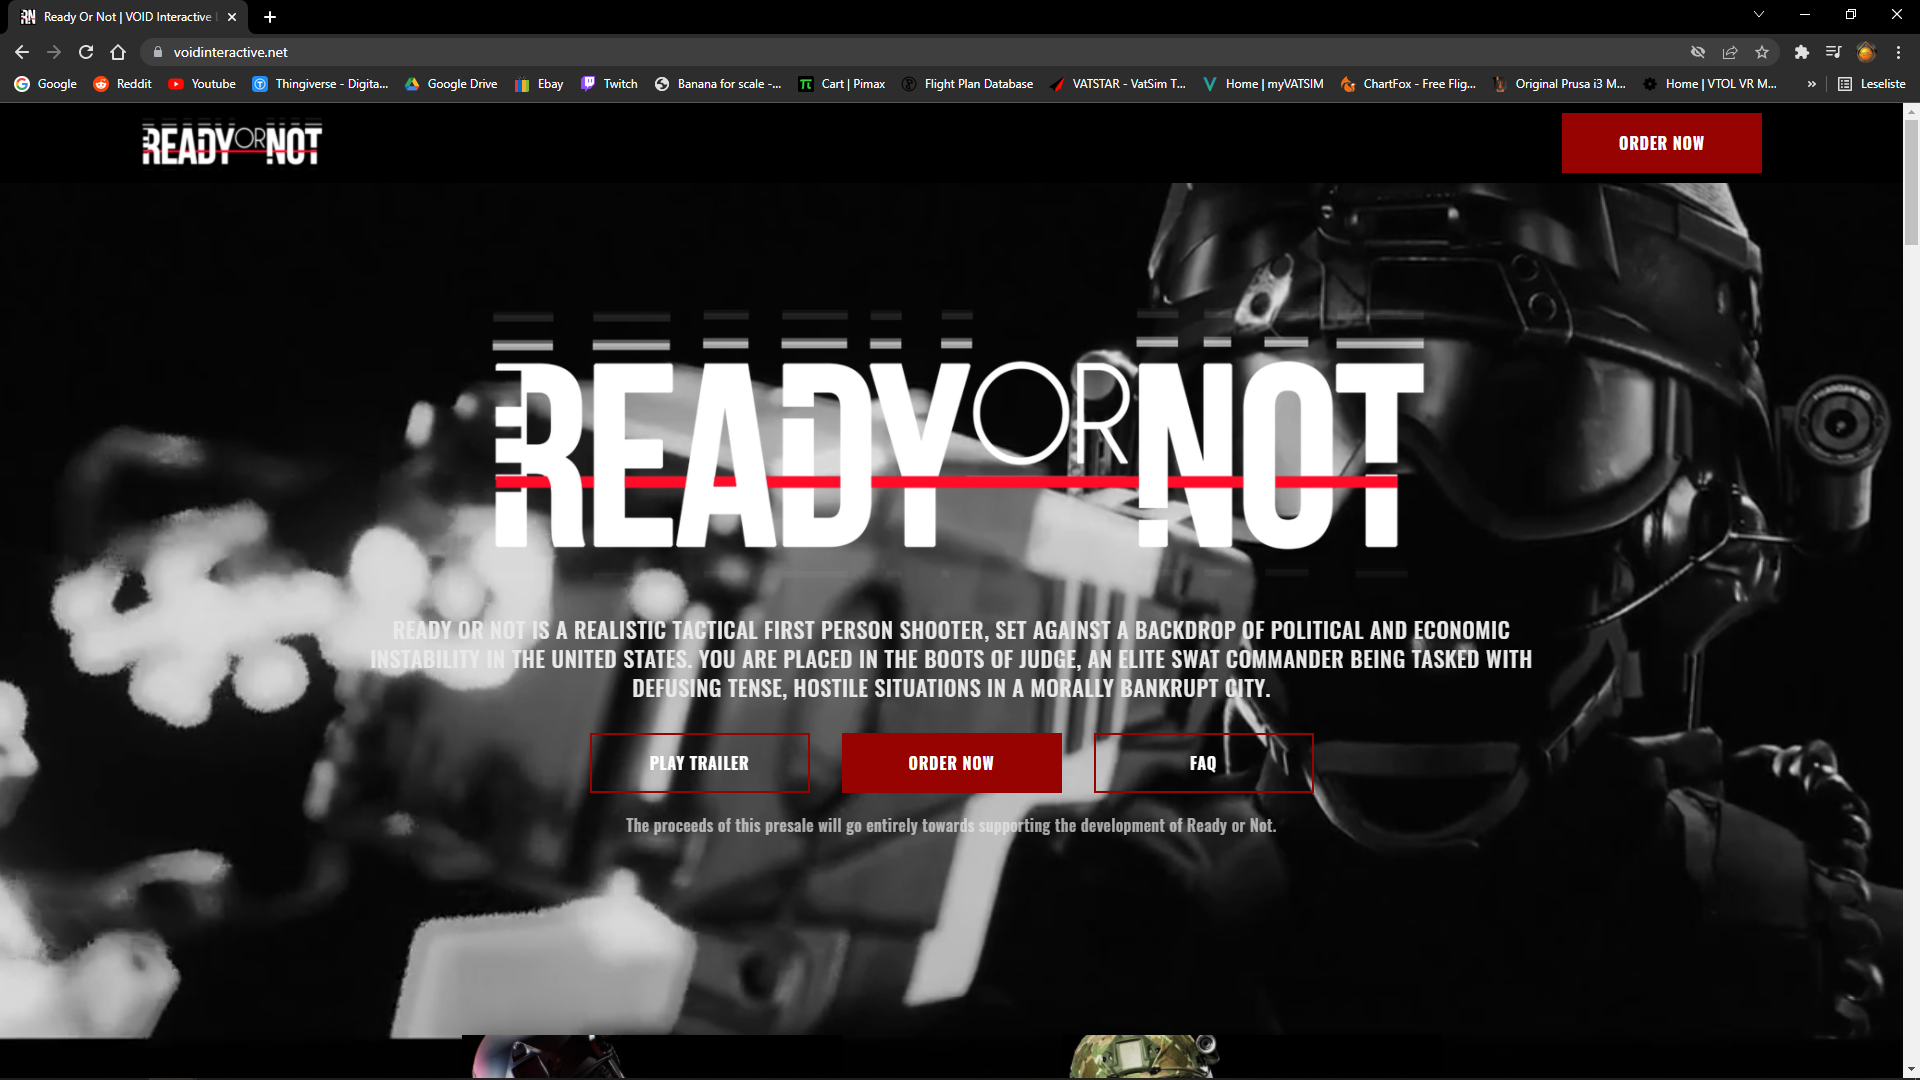 Ready Or Not | VOID Interactive
voidinteractive.net
Google
Reddit
Youtube
Thingiverse - Digita...
Google Drive
Ebay
Twitch
Banana for scale -...
Cart | Pimax
Flight Plan Database
VATSTAR - VatSim T...
Home | myVATSIM
ChartFox - Free Flig...
Original Prusa i3 M...
Home | VTOL VR M...
»
Leseliste
READY OR NOT
ORDER NOW
READY OR NOT
READY OR NOT IS A REALISTIC TACTICAL FIRST PERSON SHOOTER, SET AGAINST A BACKDROP OF POLITICAL AND ECONOMIC
INSTABILITY IN THE UNITED STATES. YOU ARE PLACED IN THE BOOTS OF JUDGE, AN ELITE SWAT COMMANDER BEING TASKED WITH
DEFUSING TENSE, HOSTILE SITUATIONS IN A MORALLY BANKRUPT CITY.
PLAY TRAILER
ORDER NOW
FAQ
The proceeds of this presale will go entirely towards supporting the development of Ready or Not.